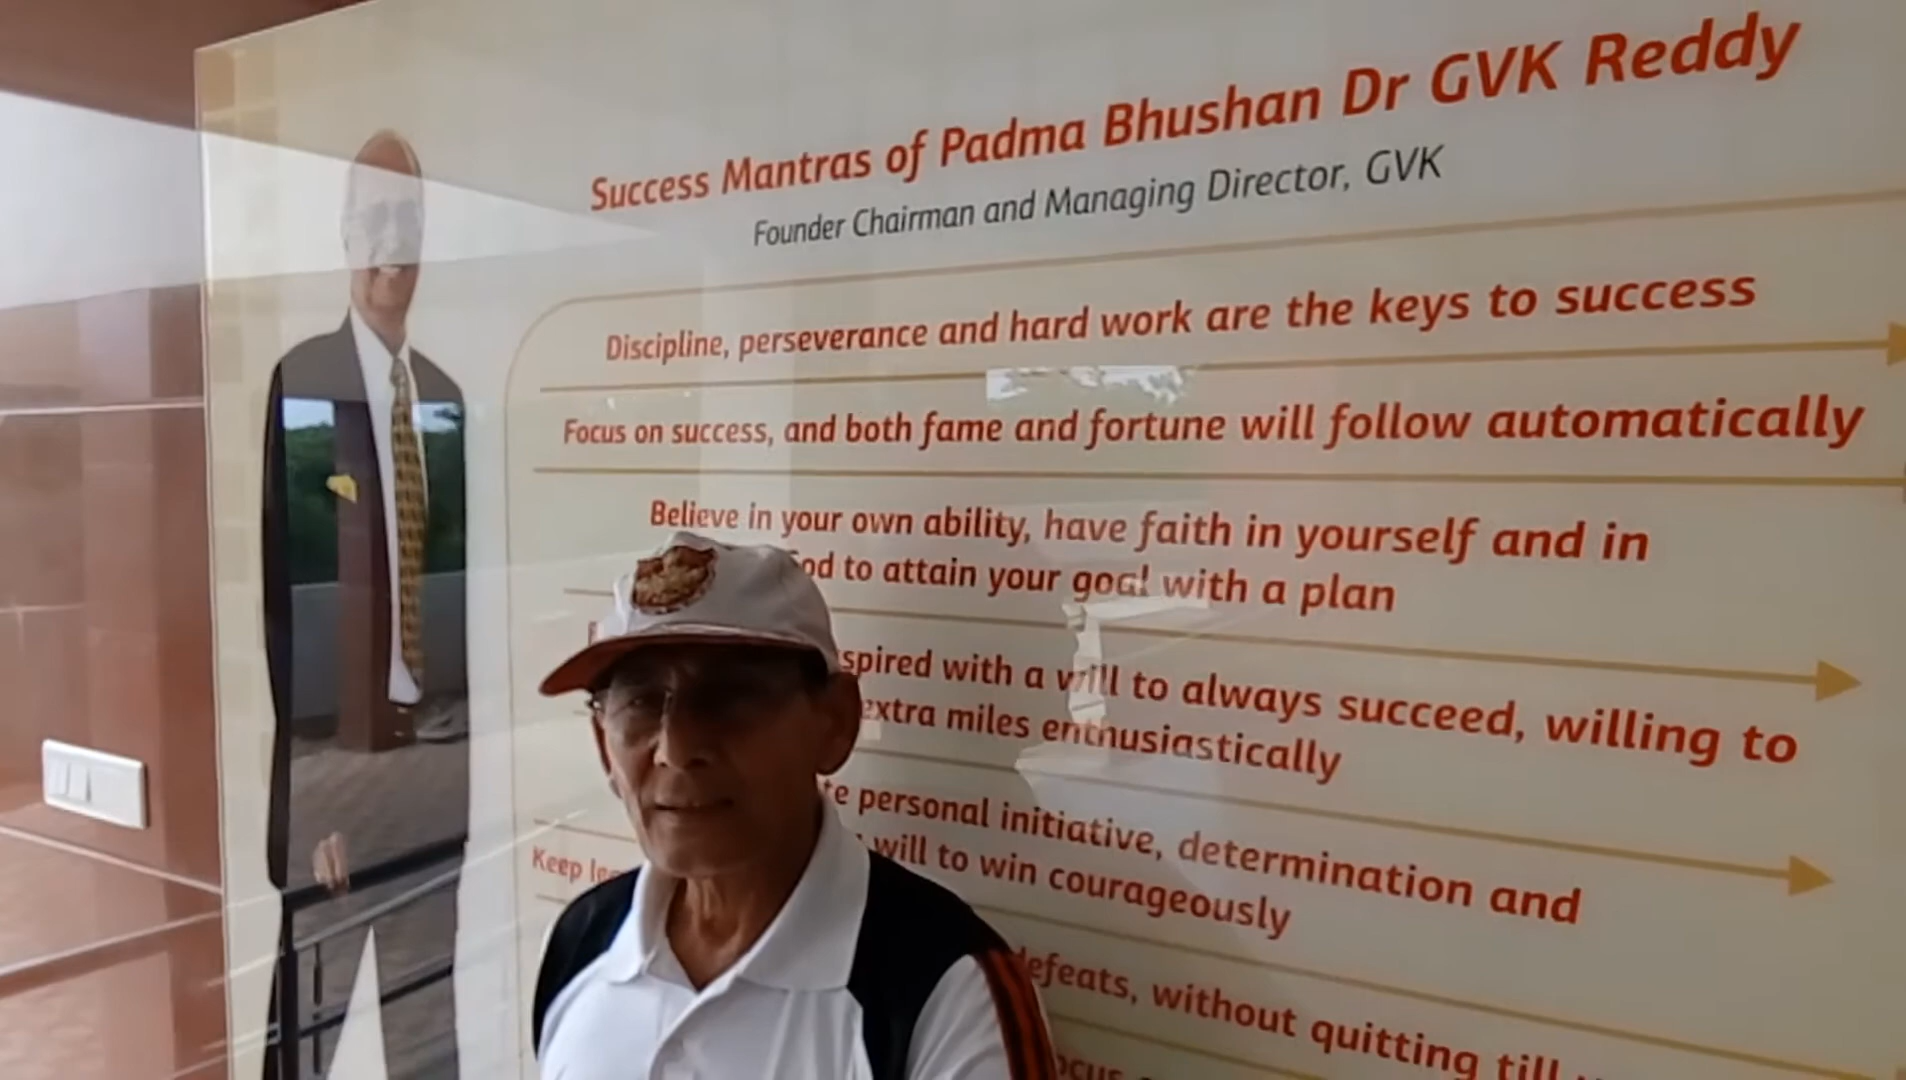 Success Mantras of Padma Bhushan Dr GVK Reddy
Founder Chairman and Managing Director, GVK
Discipline, perseverance and hard work are the keys to success
Focus on success, and both fame and fortune will follow automatically
Believe in your own ability, have faith in yourself and in
to attain your goal with a plan
with a will to always succeed, willing to
extra miles enthusiastically
personal initiative, determination and
will to win courageously
Keep
defeats, without quitting till